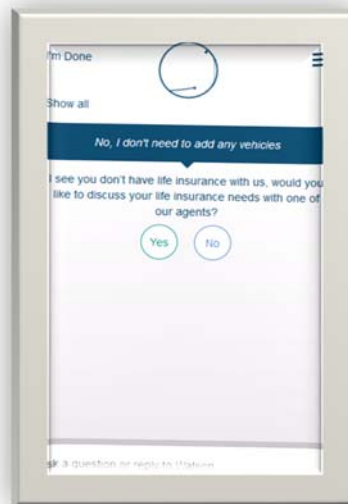 I'm Done
Show all
No, I don't need to add any vehicles
I see you don't have life insurance with us, would you
like to discuss your life insurance needs with one of
our agents?
Yes No
ask a question or reply to Watson